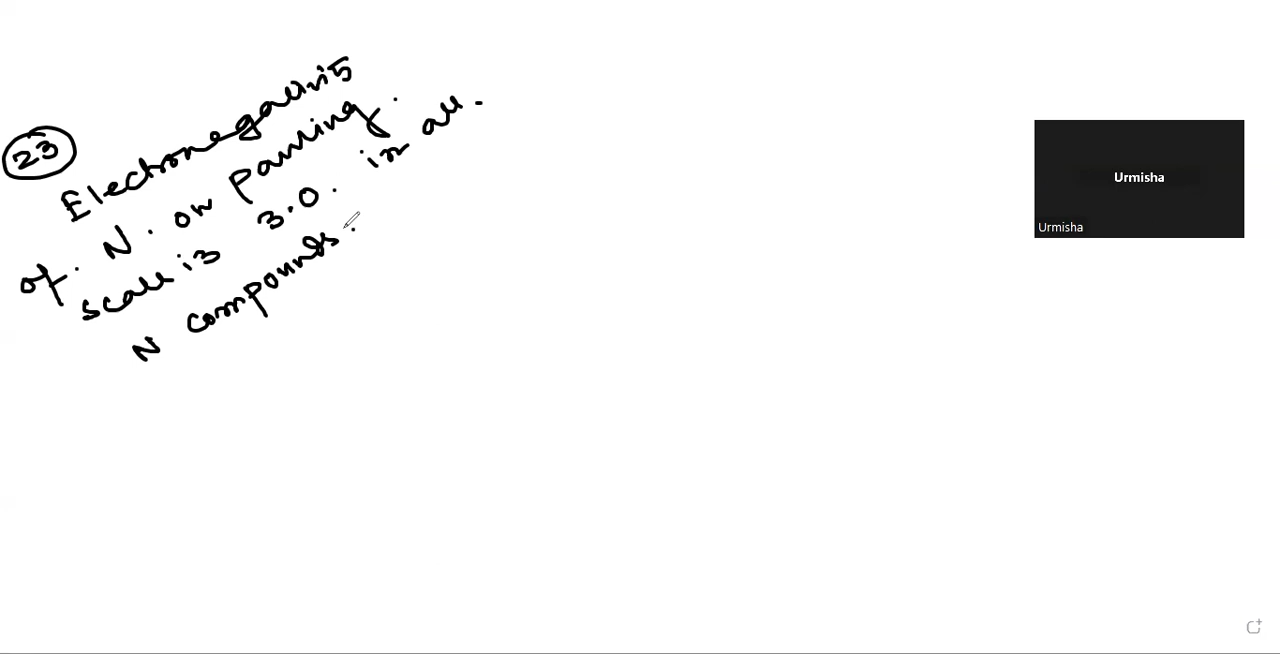 23
Electronegativity
of. N. on pauling.
scale is 3.0. in all.
N compounds.
Urmisha
Urmisha